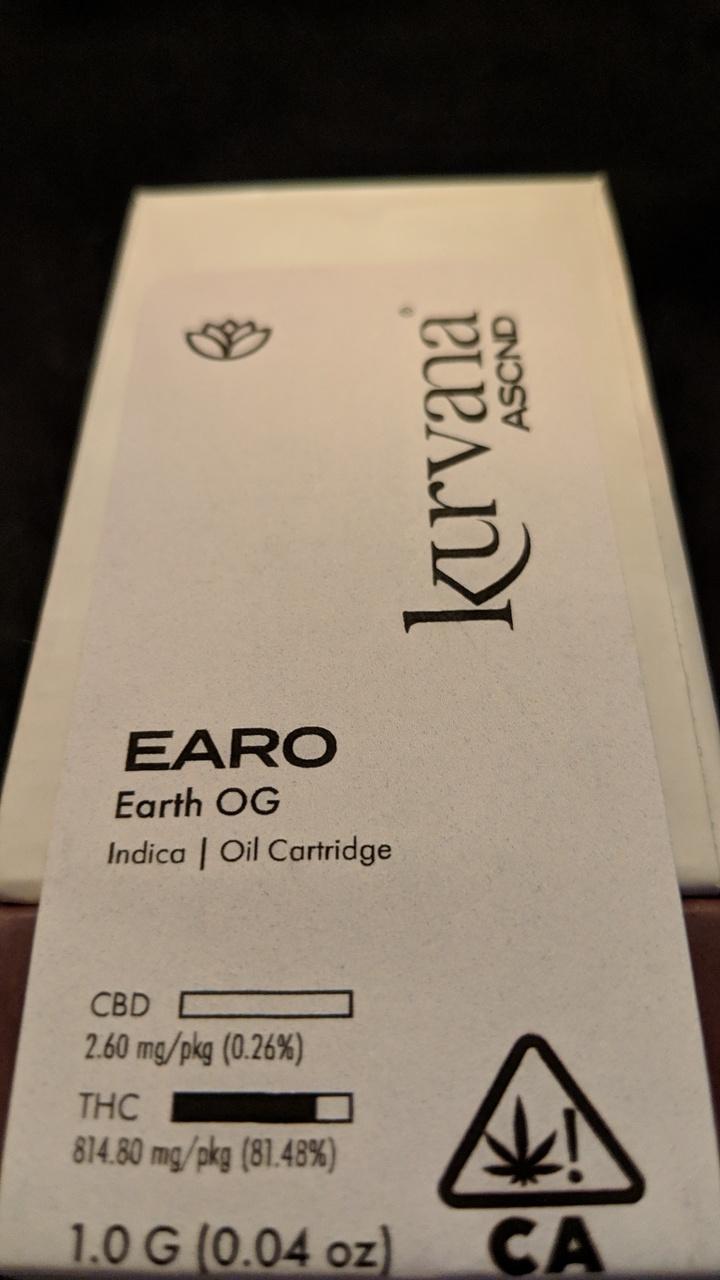 kurvana
ASCND
EARO
Earth OG
Indica | Oil Cartridge
CBD
2.60 mg/pkg (0.26%)
THC
814.80 mg/pkg (81.48%)
1.0 G (0.04 oz)
!
CA